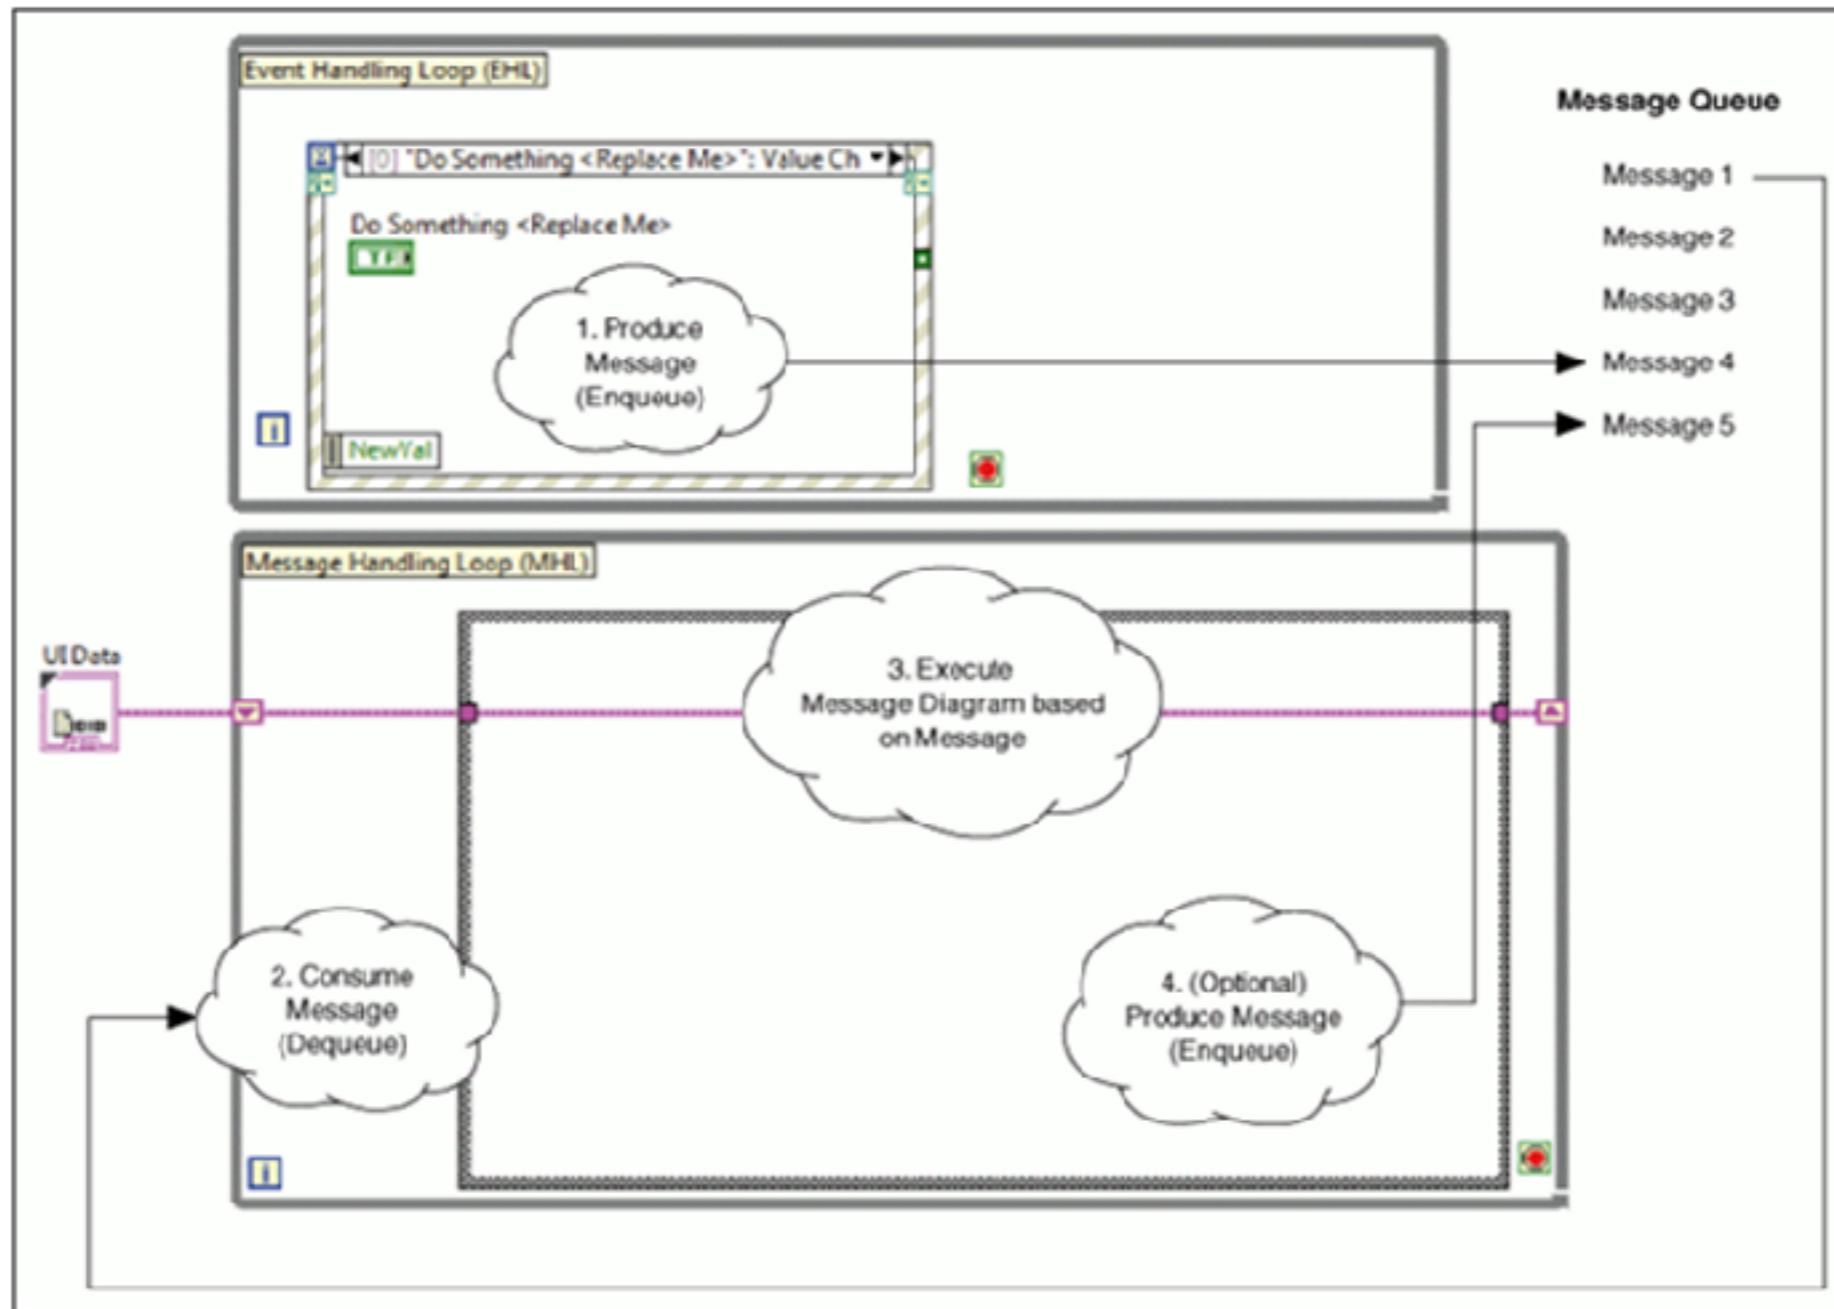 Event Handling Loop (EHL)
Message Queue
[0] "Do Something <Replace Me>": Value Ch
Message 1
Do Something <Replace Me>
Message 2
Message 3
1. Produce
Message
(Enqueue)
Message 4
Message 5
i
NewVal
Message Handling Loop (MHL)
UI Data
3. Execute
Message Diagram based
on Message
2. Consume
Message
(Dequeue)
4. (Optional)
Produce Message
(Enqueue)
i